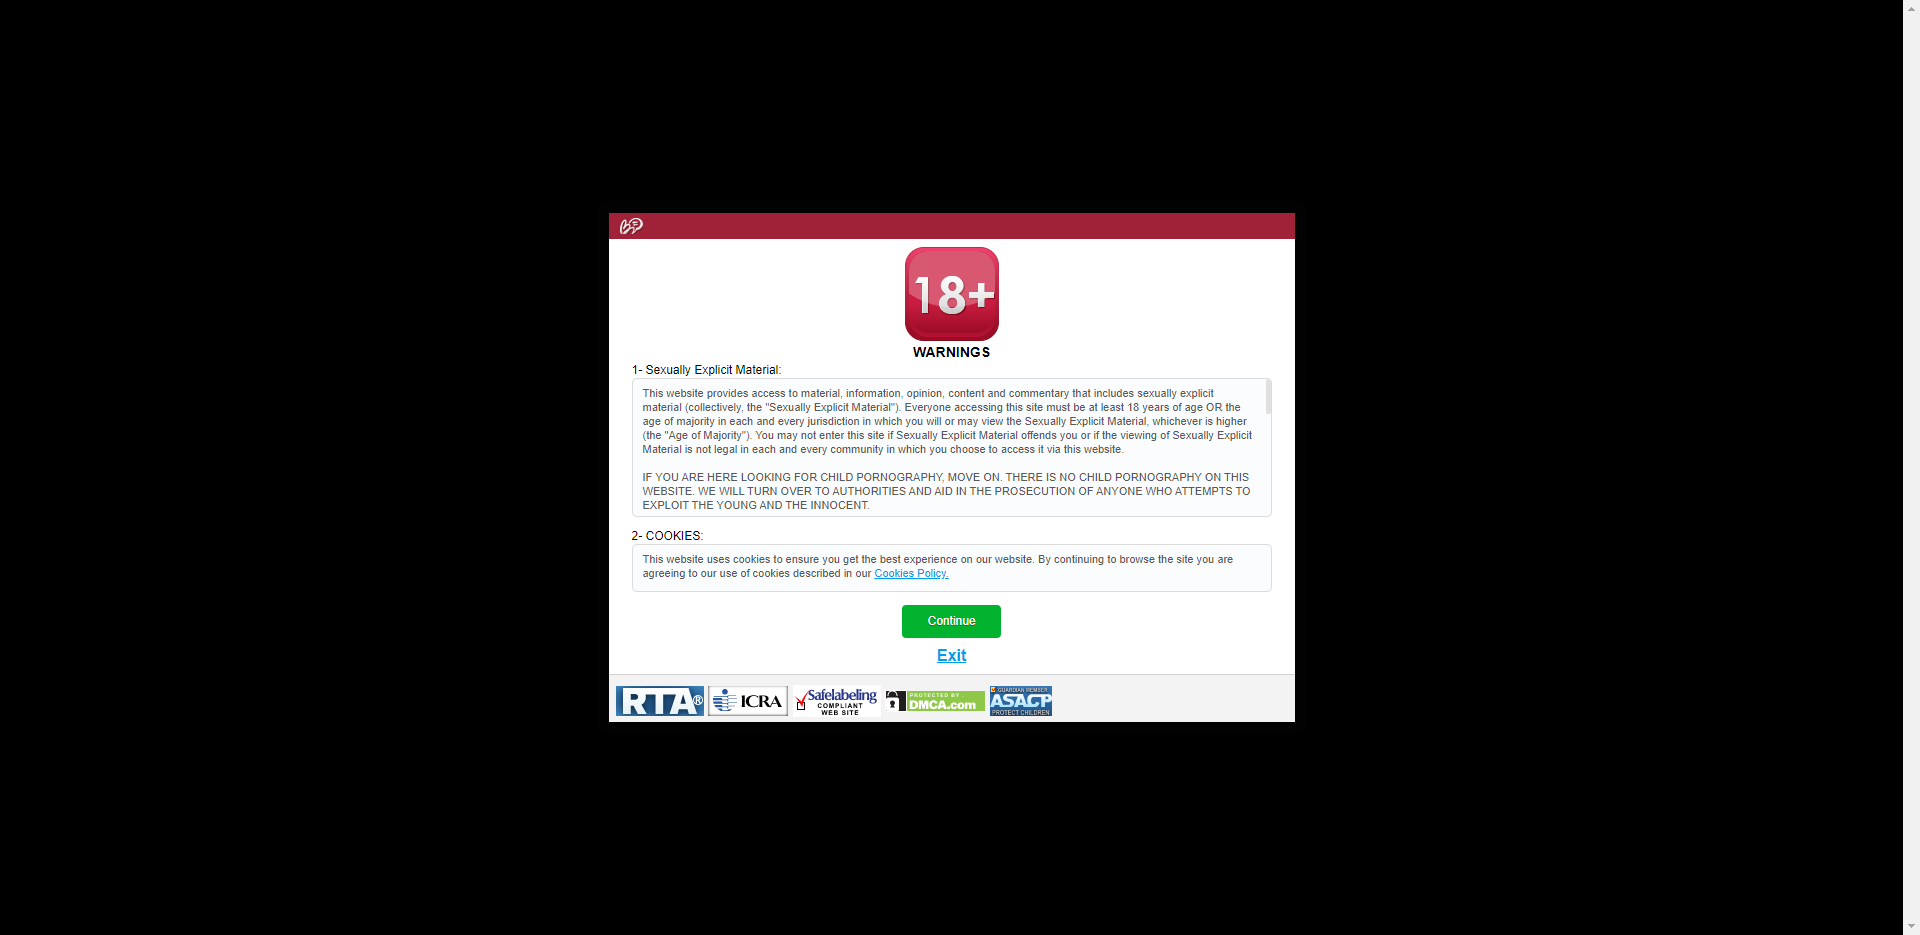 BP
18+
WARNINGS
1- Sexually Explicit Material:
This website provides access to material, information, opinion, content and commentary that includes sexually explicit
material (collectively, the "Sexually Explicit Material"). Everyone accessing this site must be at least 18 years of age OR the
age of majority in each and every jurisdiction in which you will or may view the Sexually Explicit Material, whichever is higher
(the "Age of Majority"). You may not enter this site if Sexually Explicit Material offends you or if the viewing of Sexually Explicit
Material is not legal in each and every community in which you choose to access it via this website.
IF YOU ARE HERE LOOKING FOR CHILD PORNOGRAPHY, MOVE ON. THERE IS NO CHILD PORNOGRAPHY ON THIS
WEBSITE. WE WILL TURN OVER TO AUTHORITIES AND AID IN THE PROSECUTION OF ANYONE WHO ATTEMPTS TO
EXPLOIT THE YOUNG AND THE INNOCENT.
2- COOKIES:
This website uses cookies to ensure you get the best experience on our website. By continuing to browse the site you are
agreeing to our use of cookies described in our Cookies Policy.
Continue
Exit
RTA®
ICRA
Safelabeling
COMPLIANT
WEB SITE
PROTECTED BY :
DMCA.com
GUARDIAN MEMBER
ASACP
PROTECT CHILDREN